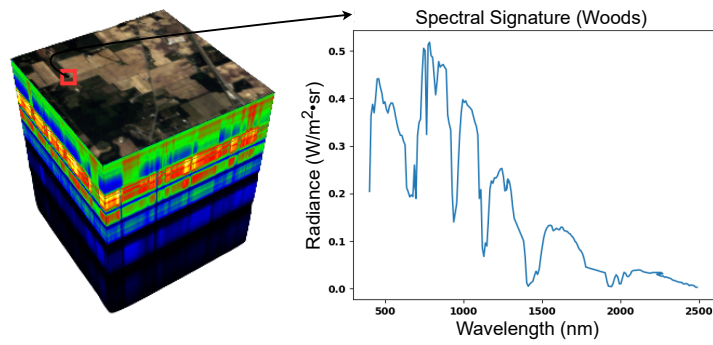 Spectral Signature (Woods)
Radiance (W/m²•sr)
0.5
0.4
0.3
0.2
0.1
0.0
500 1000 1500 2000 2500
Wavelength (nm)